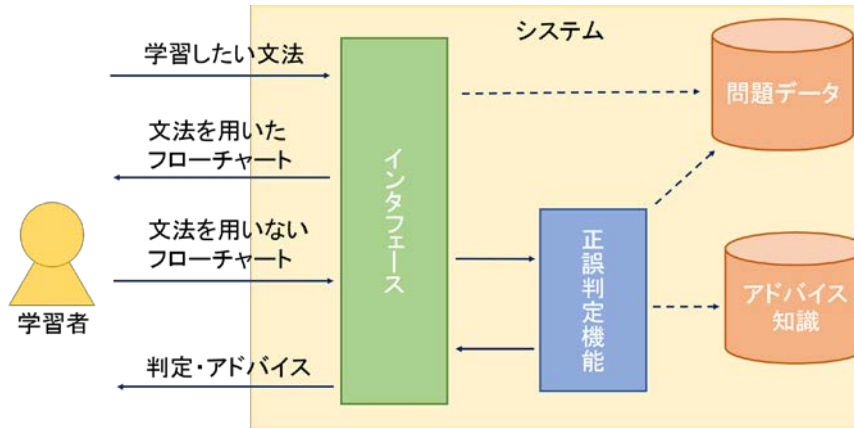 システム
学習したい文法
文法を用いた
フローチャート
文法を用いない
フローチャート
判定・アドバイス
学習者
インタフェース
正誤判定機能
問題データ
アドバイス
知識